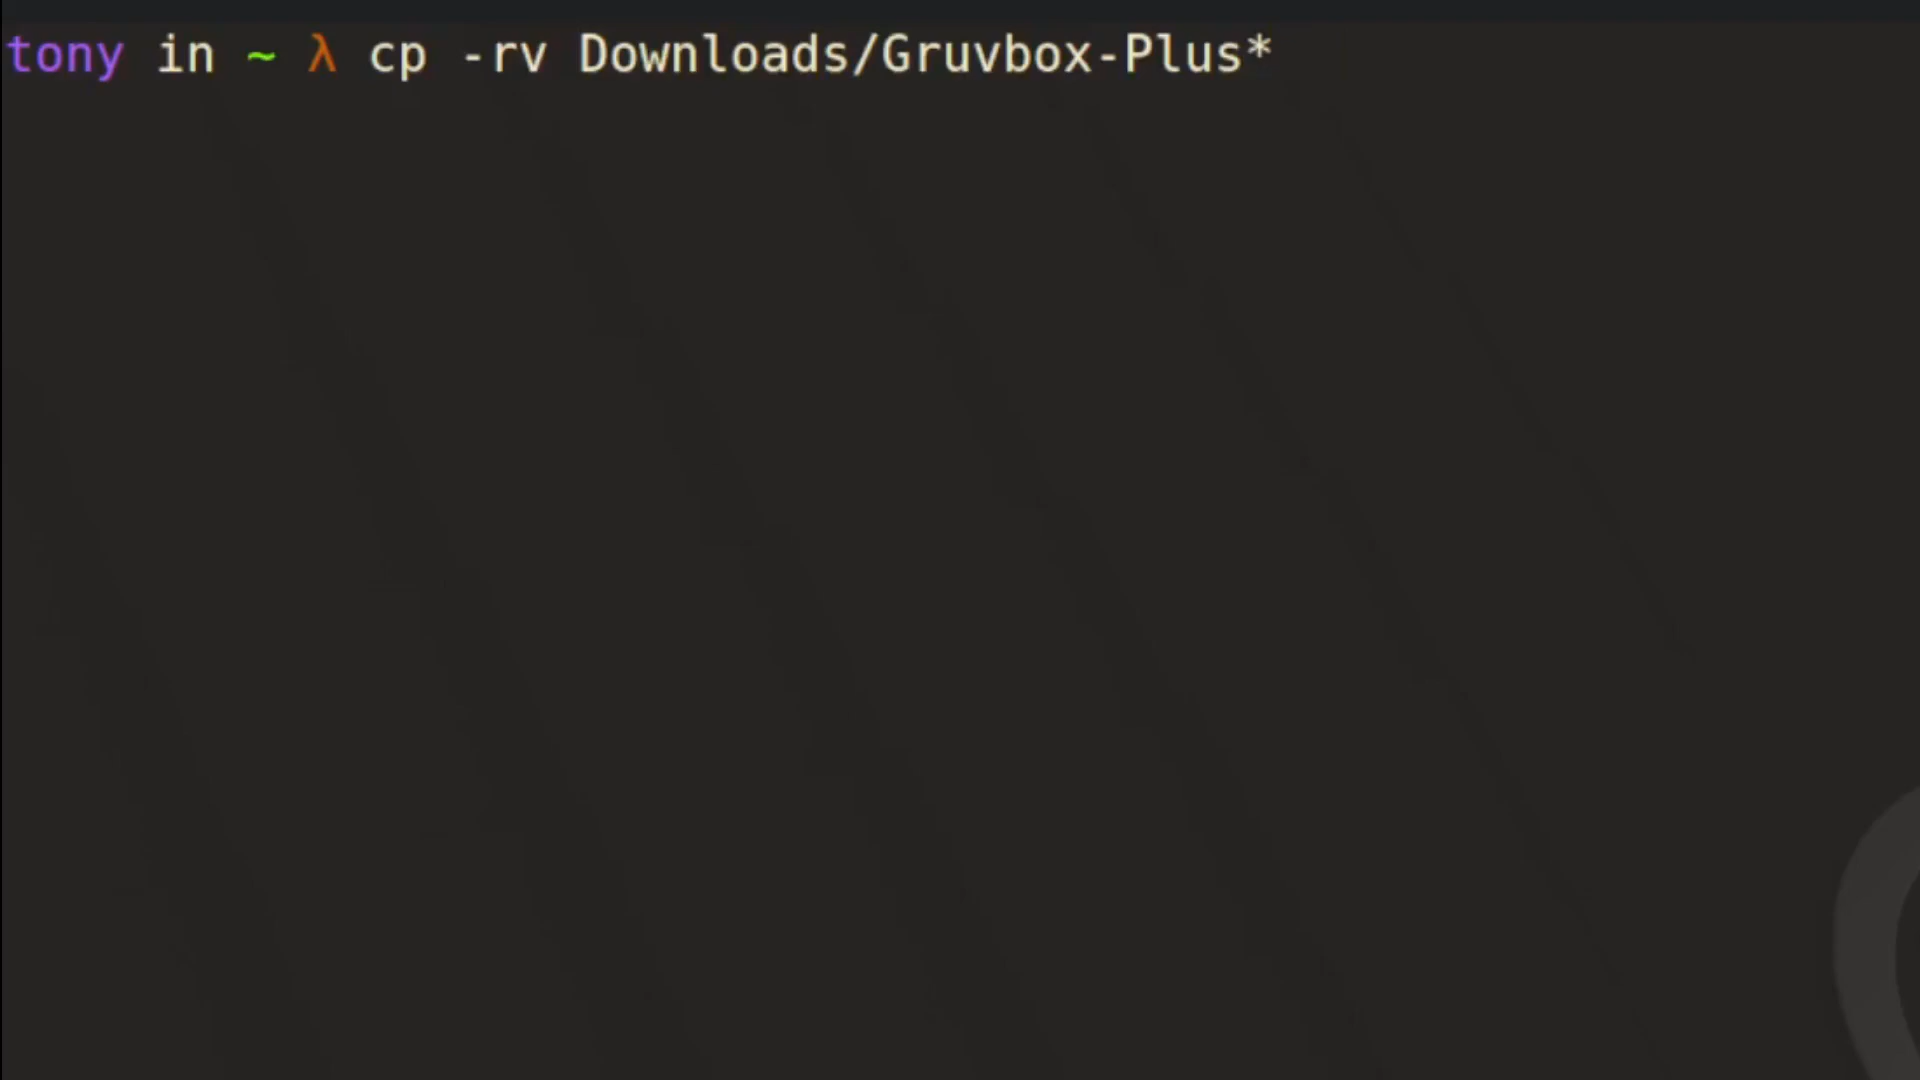 tony in ~ λ cp -rv Downloads/Gruvbox-Plus*